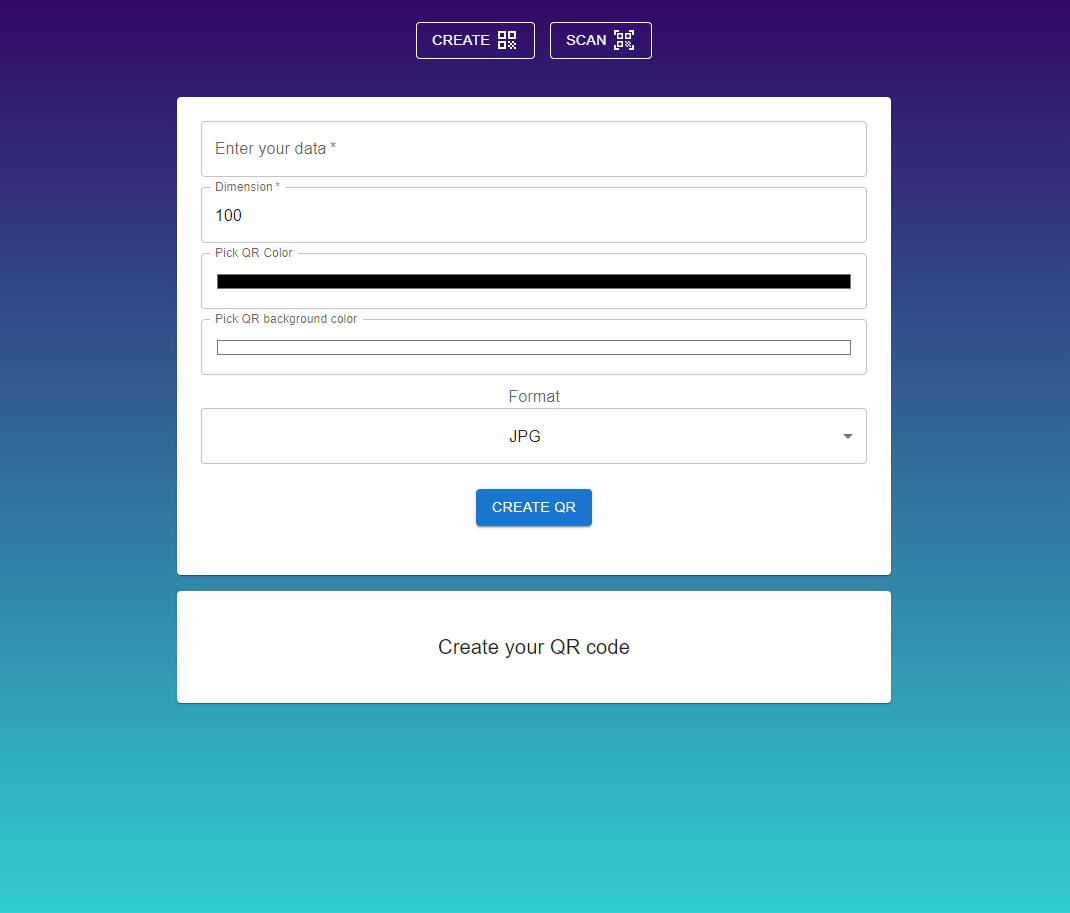 CREATE
SCAN
Enter your data *
Dimension *
100
Pick QR Color
Pick QR background color
Format
JPG
CREATE QR
Create your QR code